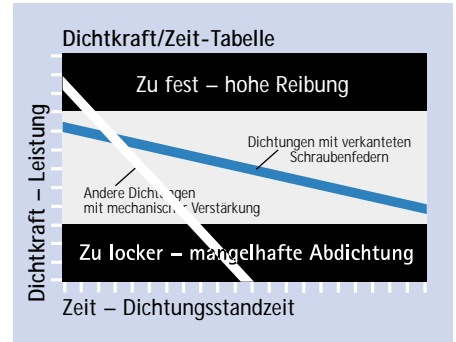 Dichtkraft/Zeit-Tabelle
Zu fest – hohe Reibung
Dichtungen mit verkanteten
Schraubenfedern
Andere Dichtungen
mit mechanischer Verstärkung
Zu locker – mangelhafte Abdichtung
Dichtkraft – Leistung
Zeit – Dichtungsstandzeit